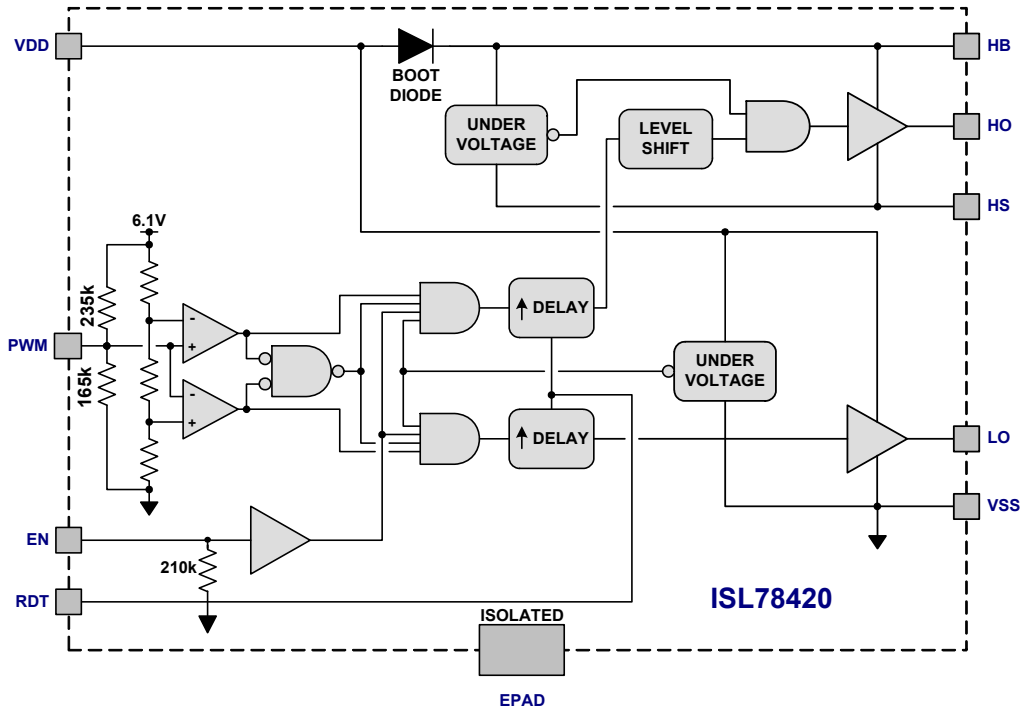 VDD
BOOT
DIODE
HB
UNDER
VOLTAGE
LEVEL
SHIFT
HO
HS
6.1V
235k
- 
+
↑ DELAY
PWM
165k
-
+
UNDER
VOLTAGE
↑ DELAY
LO
VSS
EN
210k
RDT
ISL78420
ISOLATED
EPAD